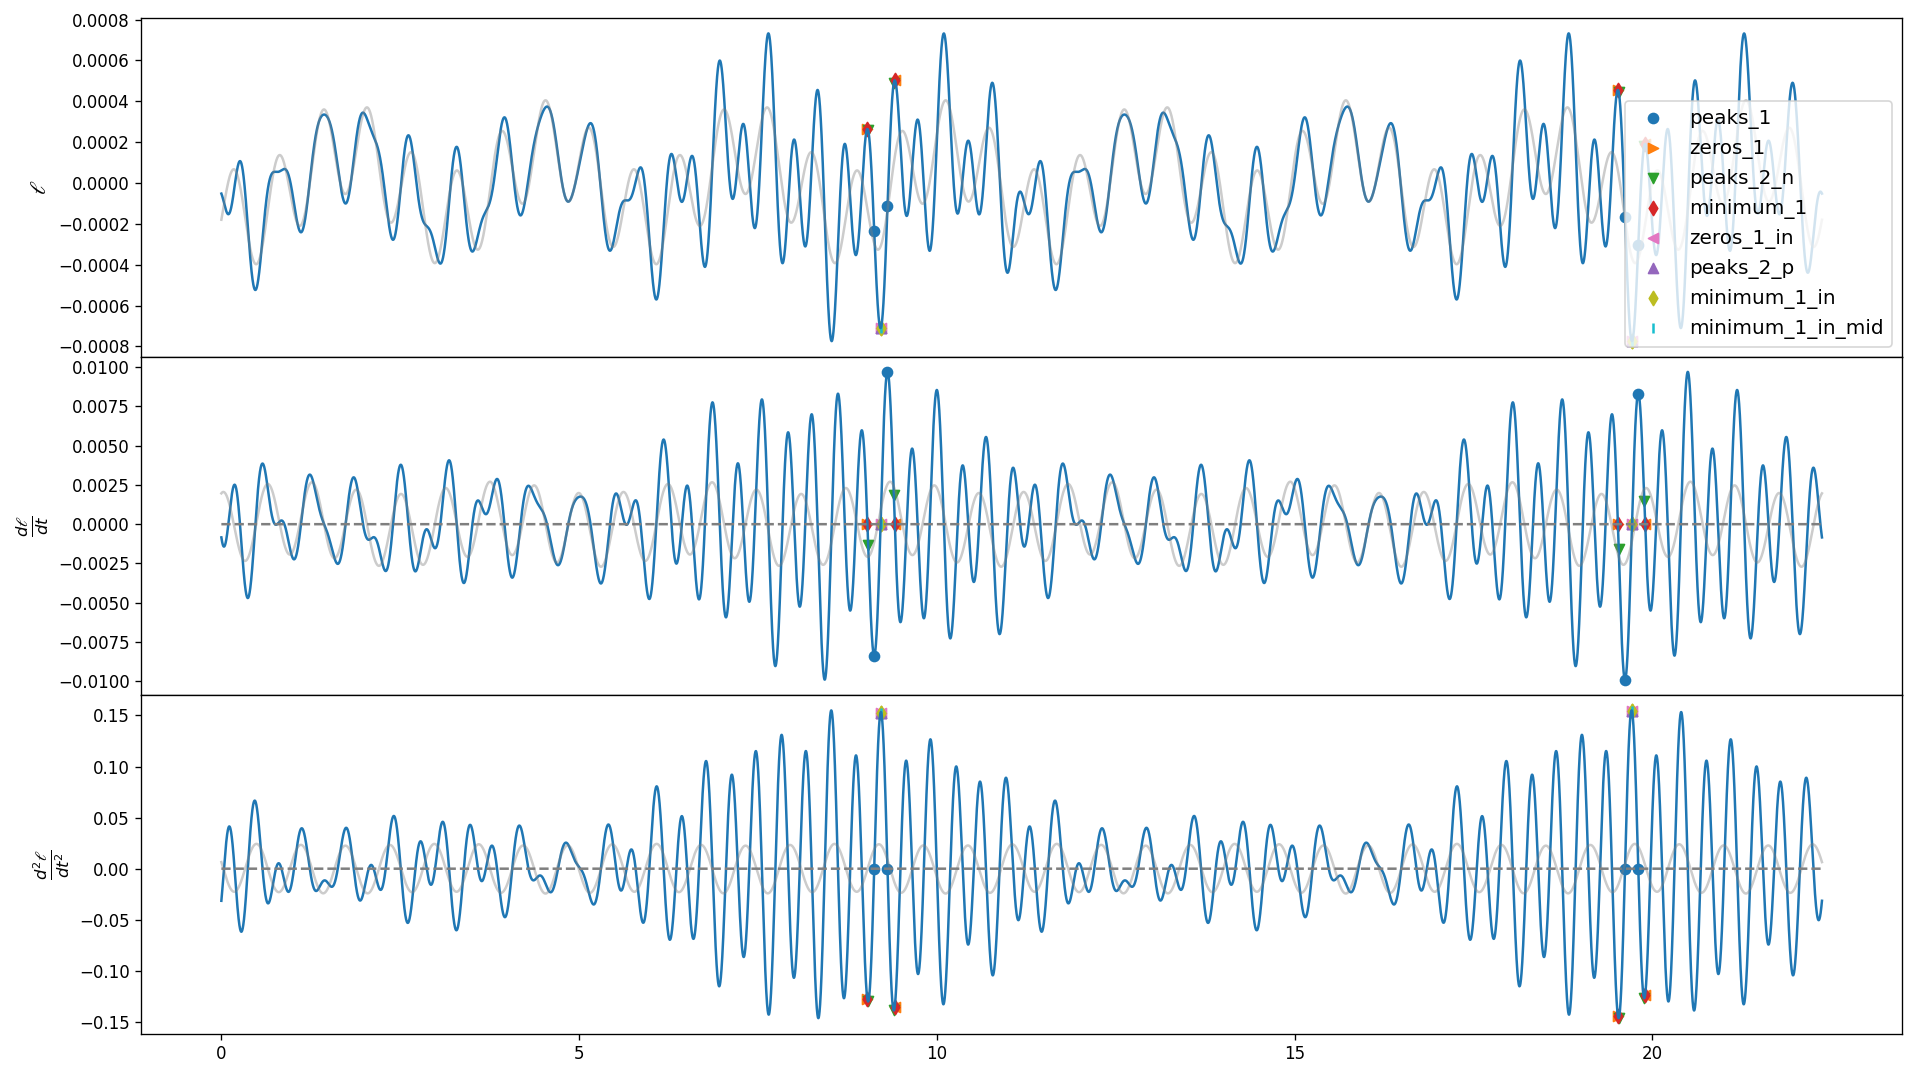 0.0008
0.0006
0.0004
0.0002
0.0000
−0.0002
−0.0004
−0.0006
−0.0008
ℓ
peaks_1
zeros_1
peaks_2_n
minimum_1
zeros_1_in
peaks_2_p
minimum_1_in
minimum_1_in_mid
0.0100
0.0075
0.0050
0.0025
0.0000
−0.0025
−0.0050
−0.0075
−0.0100
dℓ
dt
0.15
0.10
0.05
0.00
−0.05
−0.10
−0.15
d²ℓ
dt²
0 5 10 15 20